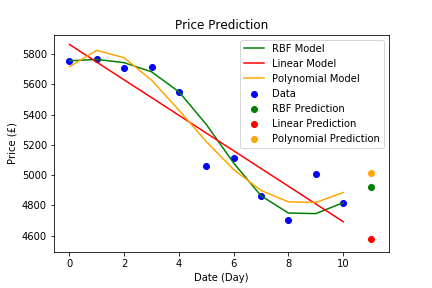 Price Prediction
Price (£)
5800
5600
5400
5200
5000
4800
4600
RBF Model
Linear Model
Polynomial Model
Data
RBF Prediction
Linear Prediction
Polynomial Prediction
0 2 4 6 8 10
Date (Day)